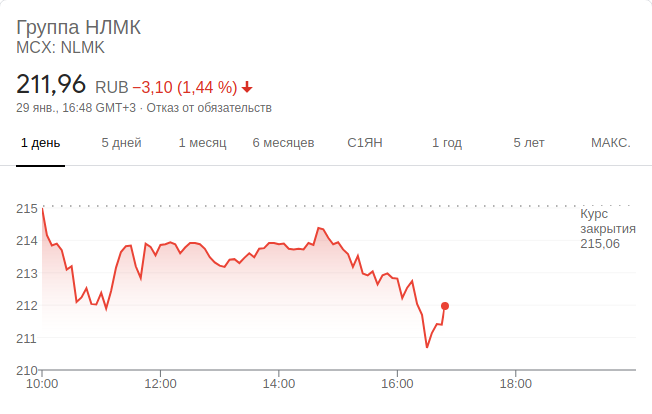 Группа НЛМК
MCX: NLMK
211,96 RUB −3,10 (1,44 %)
29 янв., 16:48 GMT+3 · Отказ от обязательств
1 день 5 дней 1 месяц 6 месяцев С1ЯН 1 год 5 лет МАКС.
215
Курс
закрытия
215,06
214
213
212
211
210
10:00 12:00 14:00 16:00 18:00